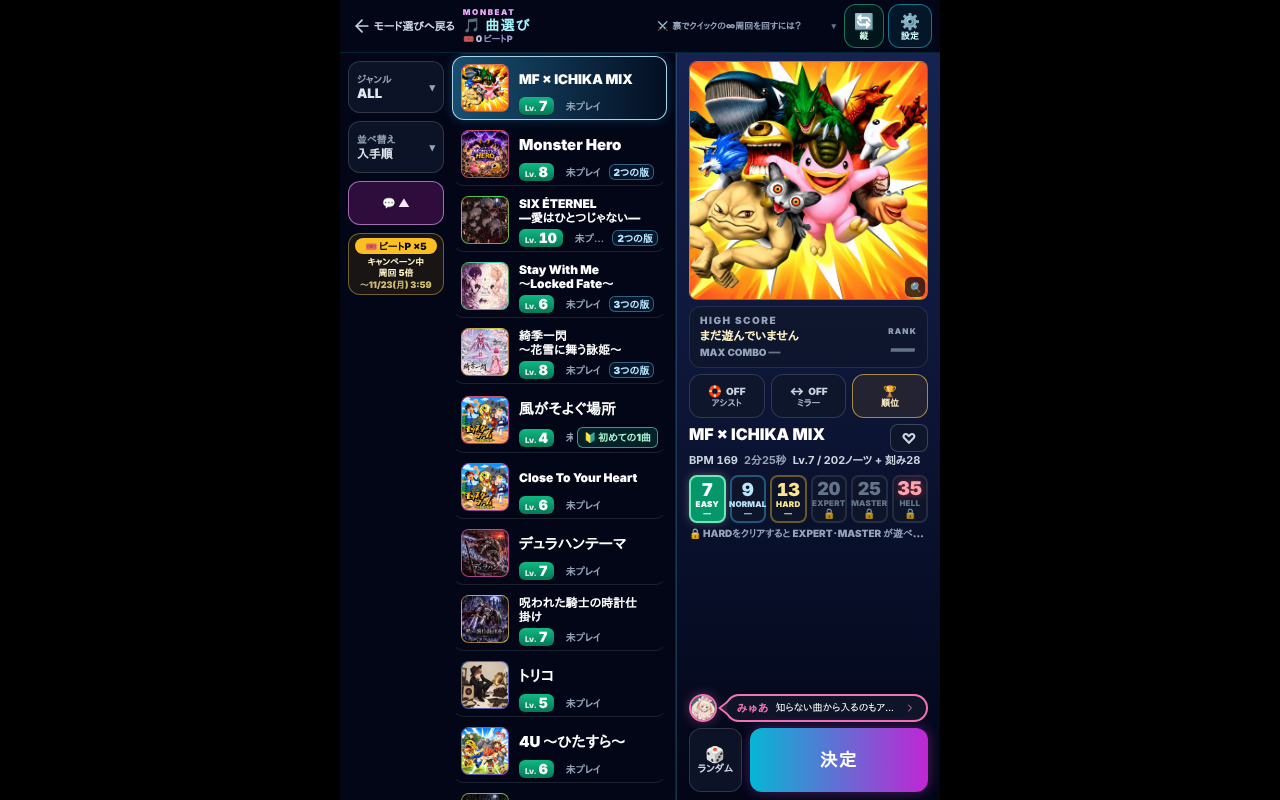 モード選びへ戻る
MONBEAT
🎵 曲選び
🎟️0ビートP
⚔️ 裏でクイックの∞周回を回すには?
▼
縦
設定
ジャンル
ALL
▼
並べ替え
入手順
▼
💬▲
🎟️ ビートP ×5
キャンペーン中
周回 5倍
〜11/23(月) 3:59
MF × ICHIKA MIX
Lv. 7 未プレイ
Monster Hero
Lv. 8 未プレイ 2つの版
SIX ÉTERNEL
―愛はひとつじゃない―
Lv. 10 未プ… 2つの版
Stay With Me
〜Locked Fate〜
Lv. 6 未プレイ 3つの版
綺季一閃
〜花雪に舞う詠姫〜
Lv. 8 未プレイ 3つの版
風がそよぐ場所
Lv. 4 🔰 初めての1曲
Close To Your Heart
Lv. 6 未プレイ
デュラハンテーマ
Lv. 7 未プレイ
呪われた騎士の時計仕
掛け
Lv. 7 未プレイ
トリコ
Lv. 5 未プレイ
4U 〜ひたすら〜
Lv. 6 未プレイ
HIGH SCORE
まだ遊んでいません
MAX COMBO —
RANK
—
🛟 OFF
アシスト
↔ OFF
ミラー
🏆
順位
MF × ICHIKA MIX
♡
BPM 169 2分25秒 Lv.7 / 202ノーツ + 刻み28
7 EASY —
9 NORMAL —
13 HARD —
20 EXPERT 🔒
25 MASTER 🔒
35 HELL 🔒
🔒 HARDをクリアすると EXPERT・MASTER が遊べ…
みゅあ 知らない曲から入るのもア… ›
ランダム
決定